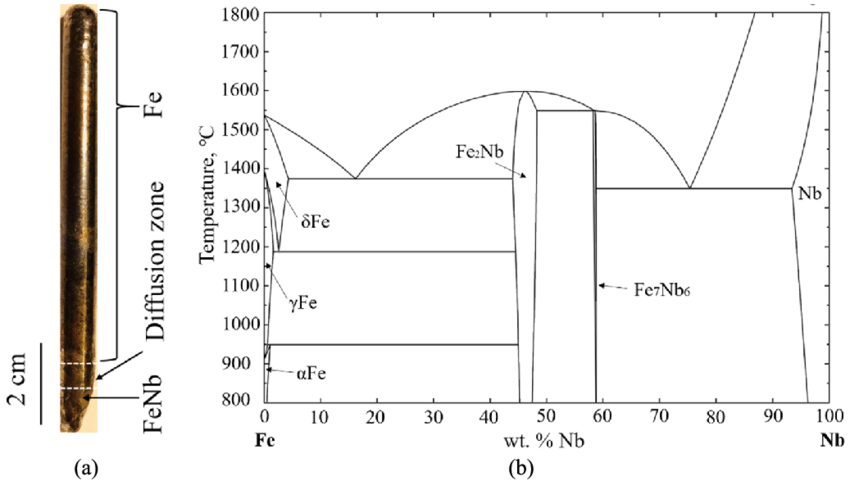 (a)
Fe
Diffusion zone
FeNb
2 cm
(b)
Temperature, °C
1800
1700
1600
1500
1400
1300
1200
1100
1000
900
800
Fe₂Nb
δFe
γFe
αFe
Fe₇Nb₆
Nb
0 10 20 30 40 50 60 70 80 90 100
Fe wt. % Nb Nb